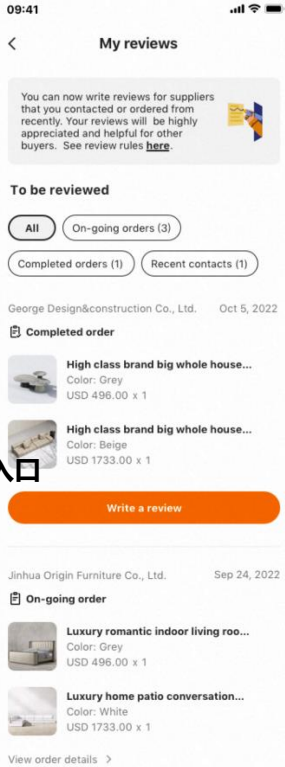 09:41
My reviews
You can now write reviews for suppliers
that you contacted or ordered from
recently. Your reviews will be highly
appreciated and helpful for other
buyers. See review rules here.
To be reviewed
All
On-going orders (3)
Completed orders (1)
Recent contacts (1)
George Design&construction Co., Ltd.
Oct 5, 2022
Completed order
High class brand big whole house...
Color: Grey
USD 496.00 x 1
High class brand big whole house...
Color: Beige
USD 1733.00 x 1
入口
Write a review
Jinhua Origin Furniture Co., Ltd.
Sep 24, 2022
On-going order
Luxury romantic indoor living roo...
Color: Grey
USD 496.00 x 1
Luxury home patio conversation...
Color: White
USD 1733.00 x 1
View order details >